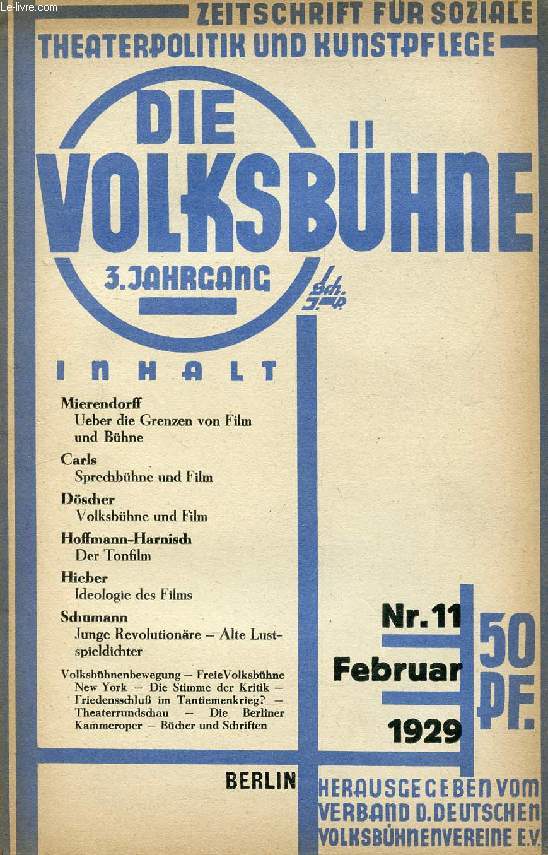 Le-livre.com
ZEITSCHRIFT FÜR SOZIALE
THEATERPOLITIK UND KUNSTPFLEGE
DIE
VOLKSBÜHNE
3. JAHRGANG
INHALT
Mierendorff
Ueber die Grenzen von Film
und Bühne
Carls
Sprechbühne und Film
Döscher
Volksbühne und Film
Hoffmann-Harnisch
Der Tonfilm
Hieber
Ideologie des Films
Schumann
Junge Revolutionäre — Alte Lust-
spieldichter
Volksbühnenbewegung — Freie Volksbühne
New York — Die Stimme der Kritik —
Friedensschluß im Tantiemenkrieg? —
Theaterrundschau — Die Berliner
Kammeroper — Bücher und Schriften
Nr. 11
Februar
1929
50
PF.
BERLIN
HERAUSGEGEBEN VOM
VERBAND D. DEUTSCHEN
VOLKSBÜHNENVEREINE E.V.